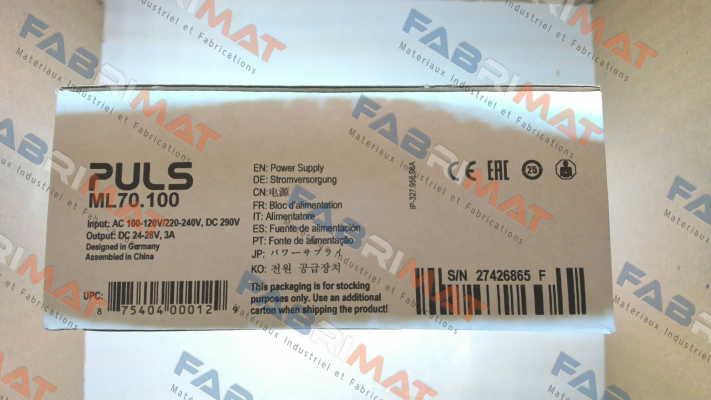 PULS
ML70.100
Input: AC 100-120V/220-240V, DC 290V
Output: DC 24-28V, 3A
Designed in Germany
Assembled in China
UPC:
8 75404 00012
EN: Power Supply
DE: Stromversorgung
CN: 电源
FR: Bloc d'alimentation
IT: Alimentatore
ES: Fuente de alimentación
PT: Fonte de alimentação
JP: パワーサプライ
KO: 전원 공급장치
This packaging is for stocking
purposes only. Use an additional
carton when shipping the product!
CE EAC 25
S/N 27426865 F
FABRIMAT
Matériaux Industriel et Fabrications